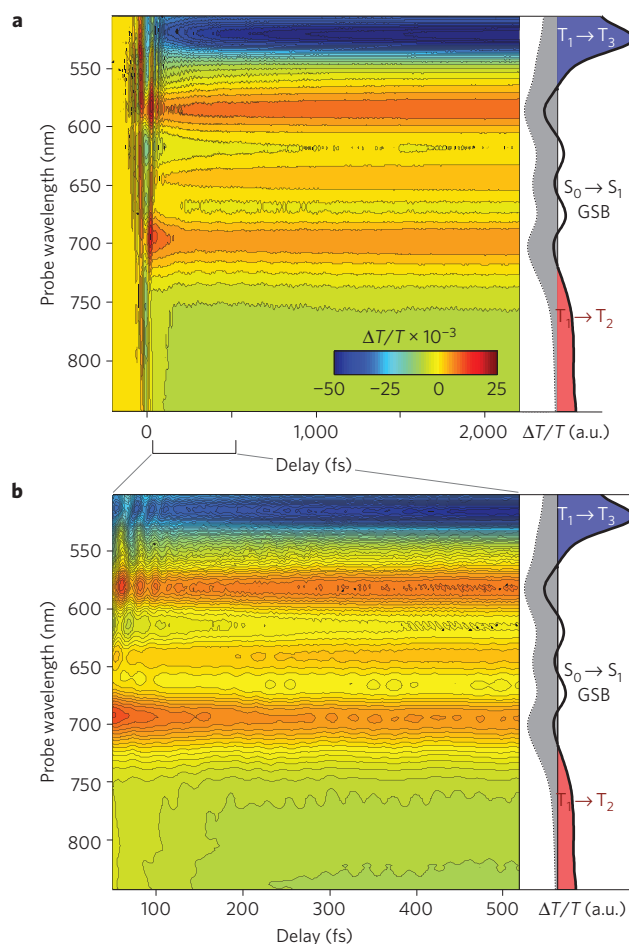 a
T₁→T₃
550
600
650
700
750
800
Probe wavelength (nm)
S₀→S₁
GSB
T₁→T₂
ΔT/T × 10⁻³
−50 −25 0 25
0 1,000 2,000 ΔT/T (a.u.)
Delay (fs)
b
T₁→T₃
550
600
650
700
750
800
Probe wavelength (nm)
S₀→S₁
GSB
T₁→T₂
100 200 300 400 500 ΔT/T (a.u.)
Delay (fs)